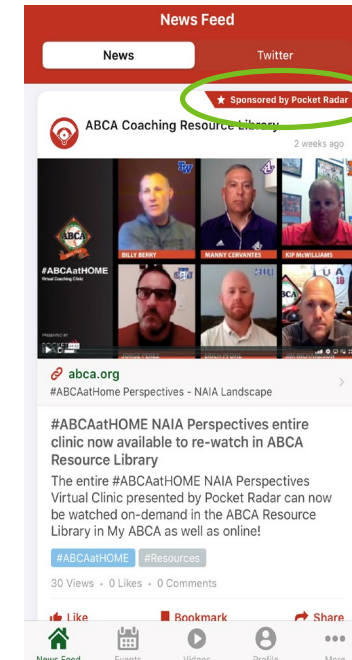 News Feed
News
Twitter
Sponsored by Pocket Radar
ABCA Coaching Resource Library
2 weeks ago
ABCA
#ABCAatHOME
Virtual Coaching Clinic
PRESENTED BY
BILLY BERRY
MANNY CERVANTES
KIP McWILLIAMS
abca.org
#ABCAatHome Perspectives - NAIA Landscape
#ABCAatHOME NAIA Perspectives entire
clinic now available to re-watch in ABCA
Resource Library
The entire #ABCAatHOME NAIA Perspectives
Virtual Clinic presented by Pocket Radar can now
be watched on-demand in the ABCA Resource
Library in My ABCA as well as online!
#ABCAatHOME
#Resources
30 Views • 0 Likes • 0 Comments
Like
Bookmark
Share
News Feed
Events
Videos
Profile
More